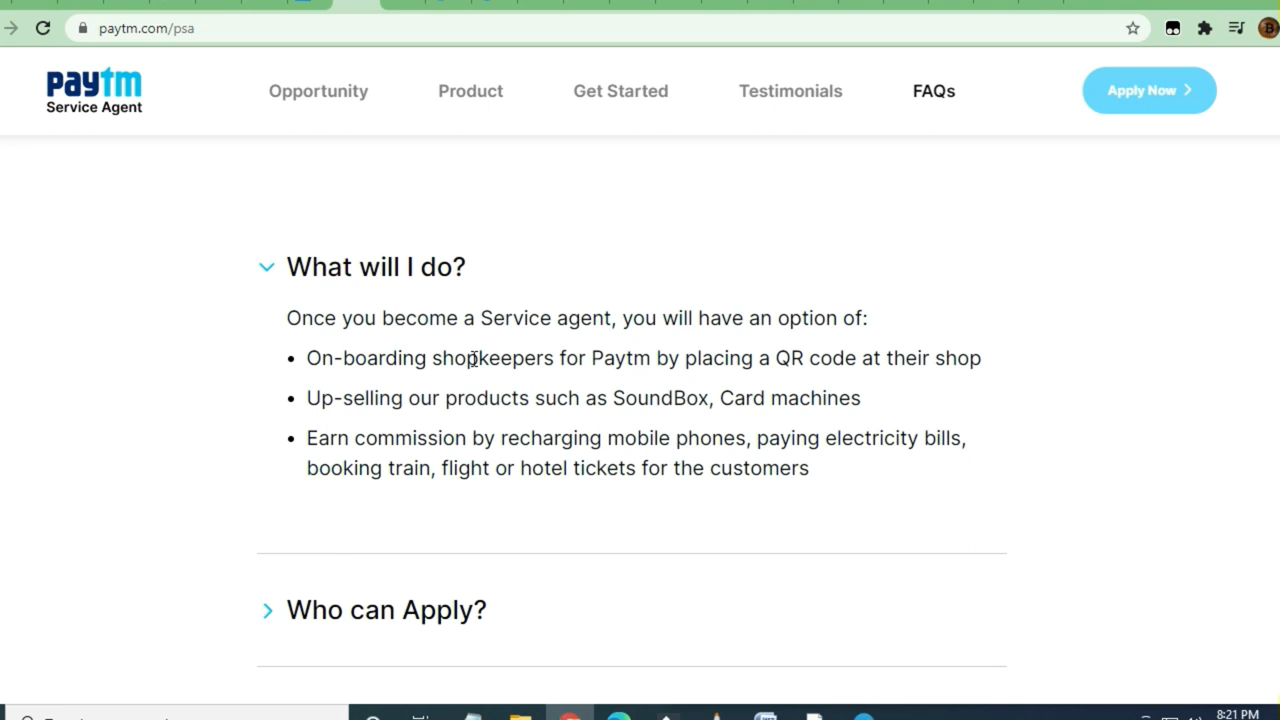 paytm.com/psa
paytm
Service Agent
Opportunity
Product
Get Started
Testimonials
FAQs
Apply Now
What will I do?
Once you become a Service agent, you will have an option of:
• On-boarding shopkeepers for Paytm by placing a QR code at their shop
• Up-selling our products such as SoundBox, Card machines
• Earn commission by recharging mobile phones, paying electricity bills,
booking train, flight or hotel tickets for the customers
Who can Apply?
8:21 PM